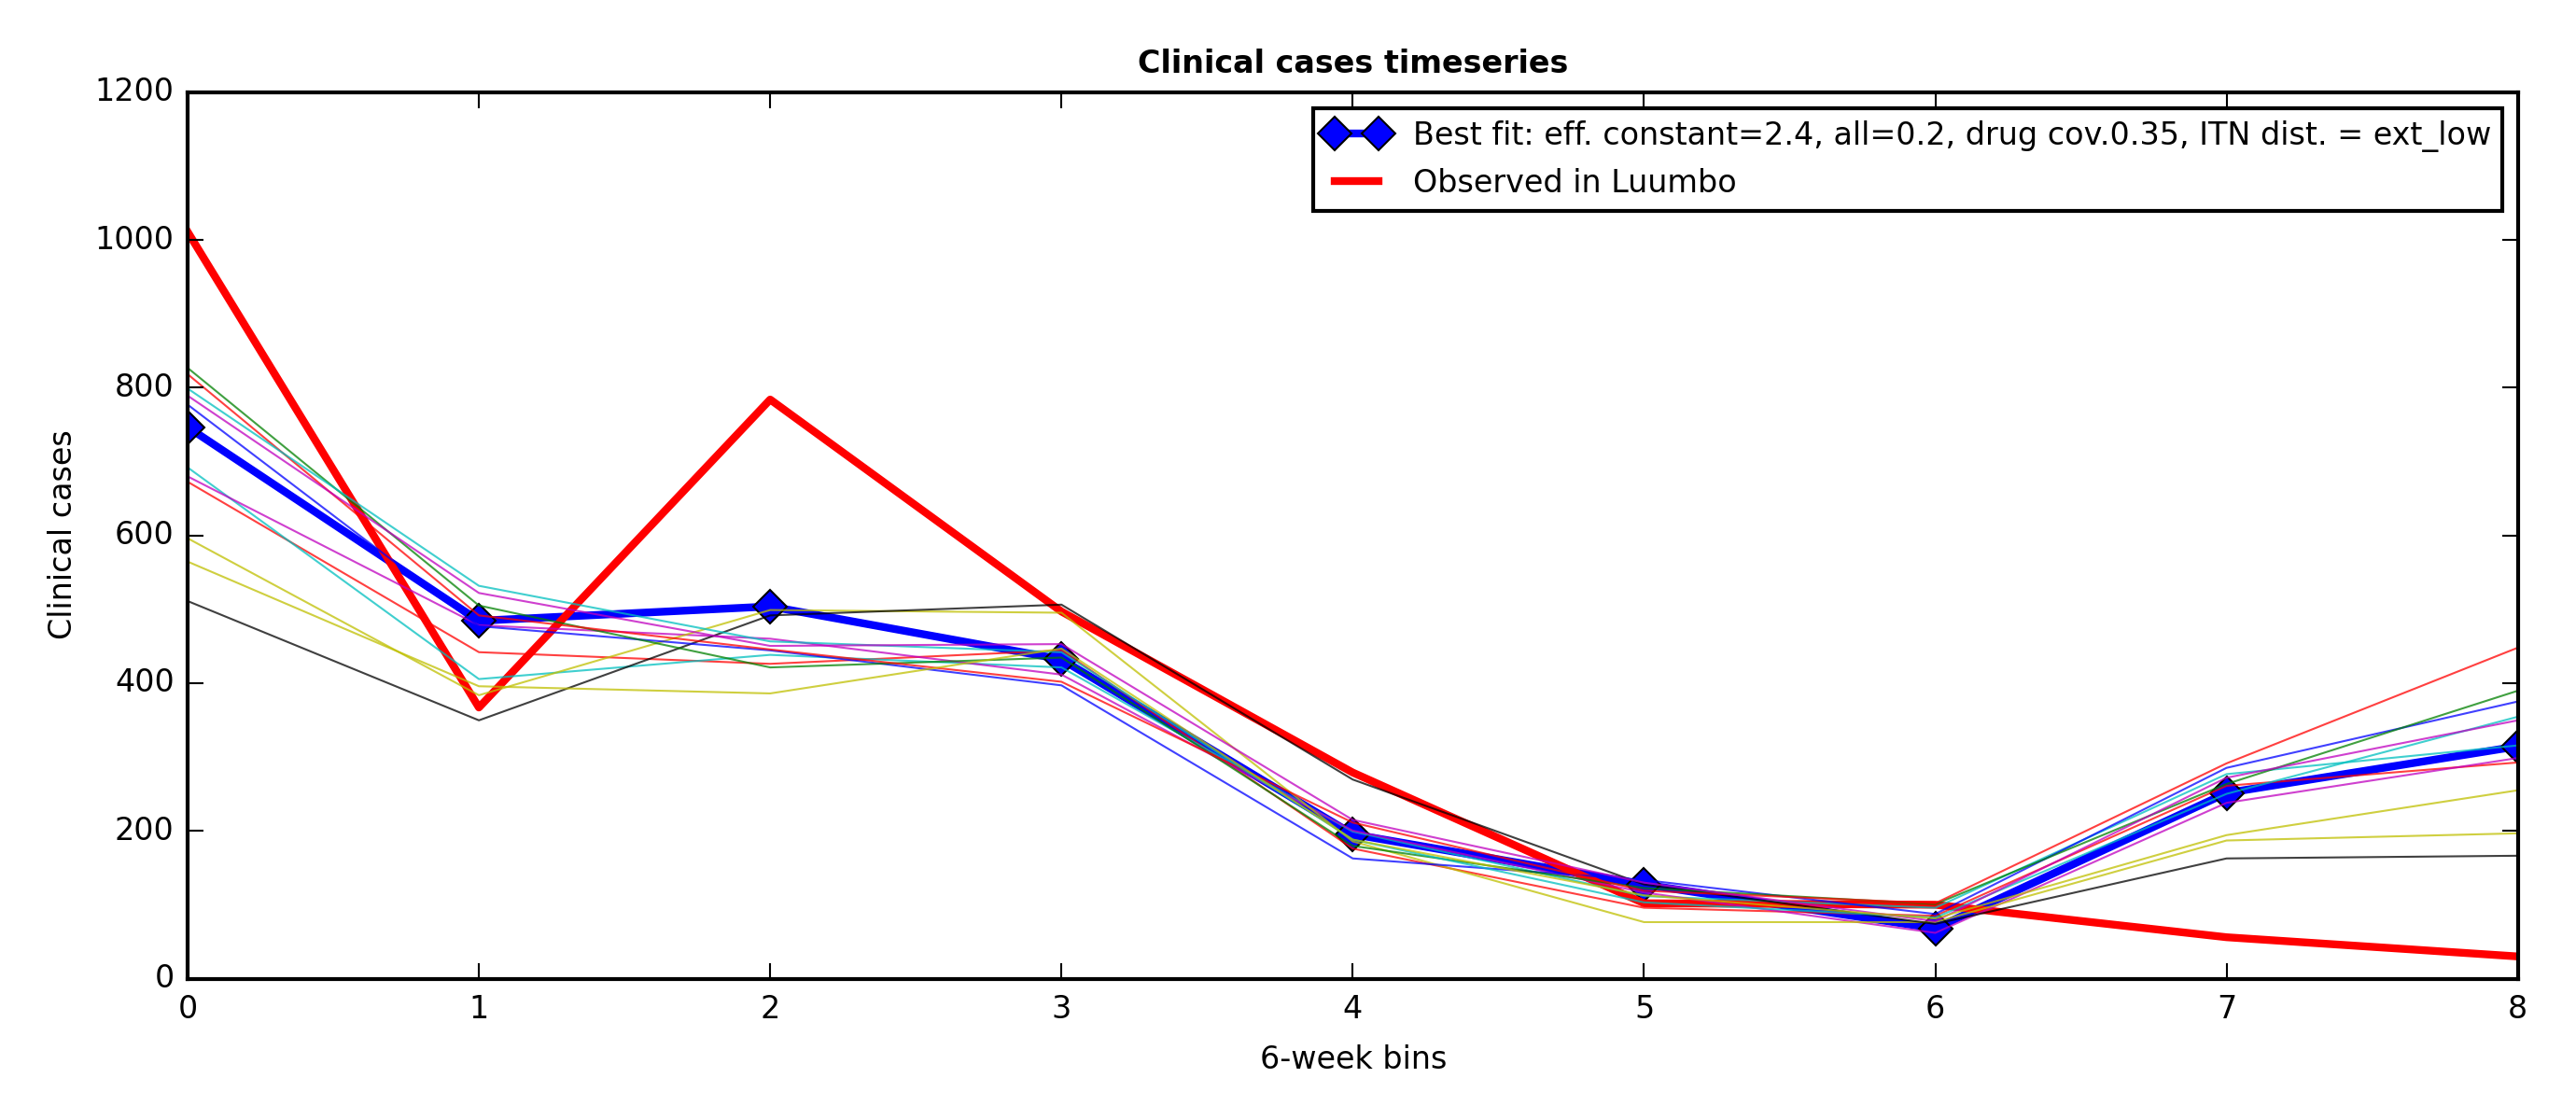 Clinical cases timeseries
1200
1000
800
600
400
200
0
Clinical cases
Best fit: eff. constant=2.4, all=0.2, drug cov.0.35, ITN dist. = ext_low
Observed in Luumbo
0 1 2 3 4 5 6 7 8
6-week bins